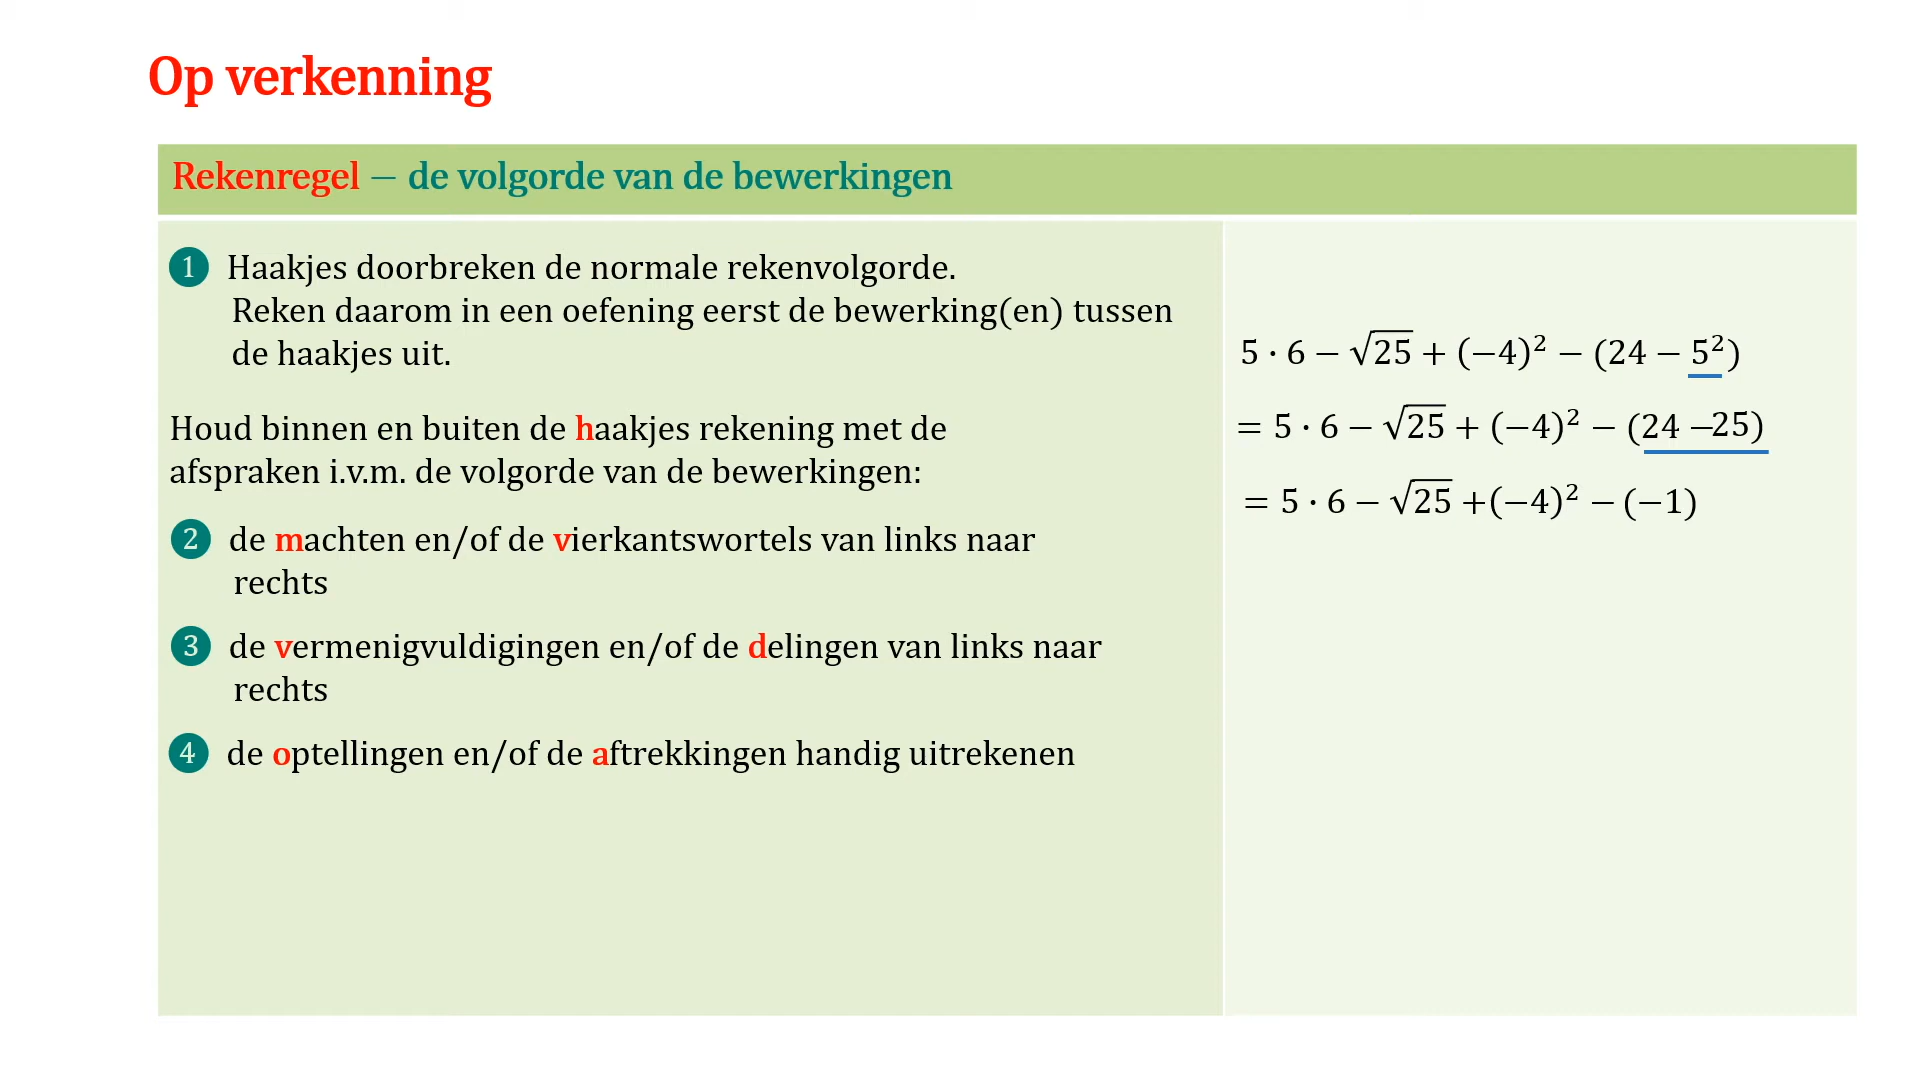 Op verkenning
Rekenregel – de volgorde van de bewerkingen
1 Haakjes doorbreken de normale rekenvolgorde.
Reken daarom in een oefening eerst de bewerking(en) tussen
de haakjes uit.
Houd binnen en buiten de haakjes rekening met de
afspraken i.v.m. de volgorde van de bewerkingen:
2 de machten en/of de vierkantswortels van links naar
rechts
3 de vermenigvuldigingen en/of de delingen van links naar
rechts
4 de optellingen en/of de aftrekkingen handig uitrekenen
5 · 6 − √25 + (−4)² − (24 − 5²)
= 5 · 6 − √25 + (−4)² − (24 −25)
= 5 · 6 − √25 +(−4)² − (−1)